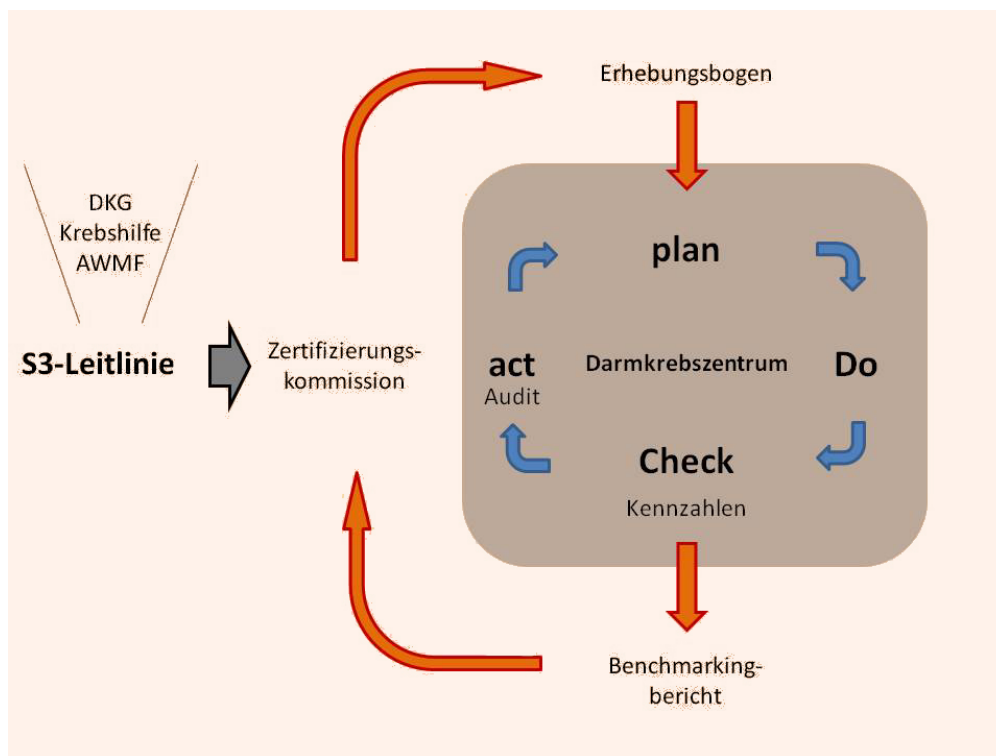 Erhebungsbogen
DKG
Krebshilfe
AWMF
S3-Leitlinie
Zertifizierungs-
kommission
plan
act
Audit
Darmkrebszentrum
Do
Check
Kennzahlen
Benchmarking-
bericht